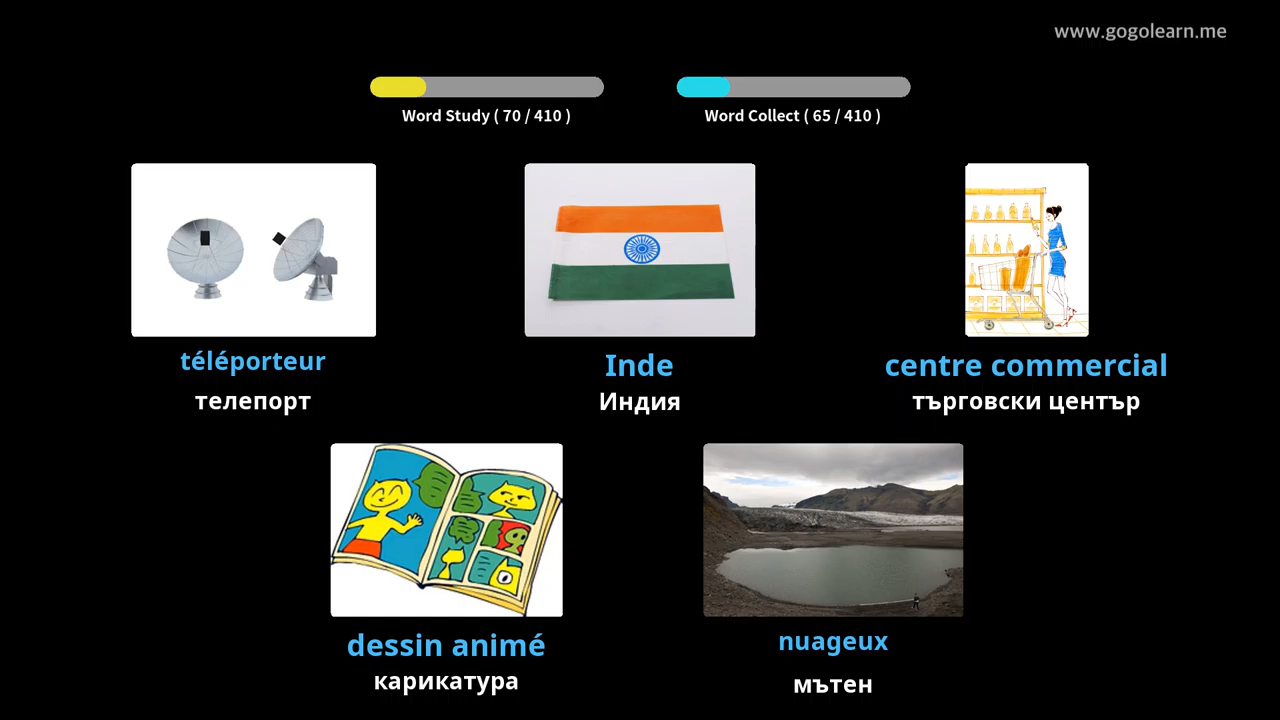 www.gogolearn.me
Word Study ( 70 / 410 )
Word Collect ( 65 / 410 )
téléporteur
Inde
centre commercial
телепорт
Индия
търговски център
dessin animé
nuageux
карикатура
мътен